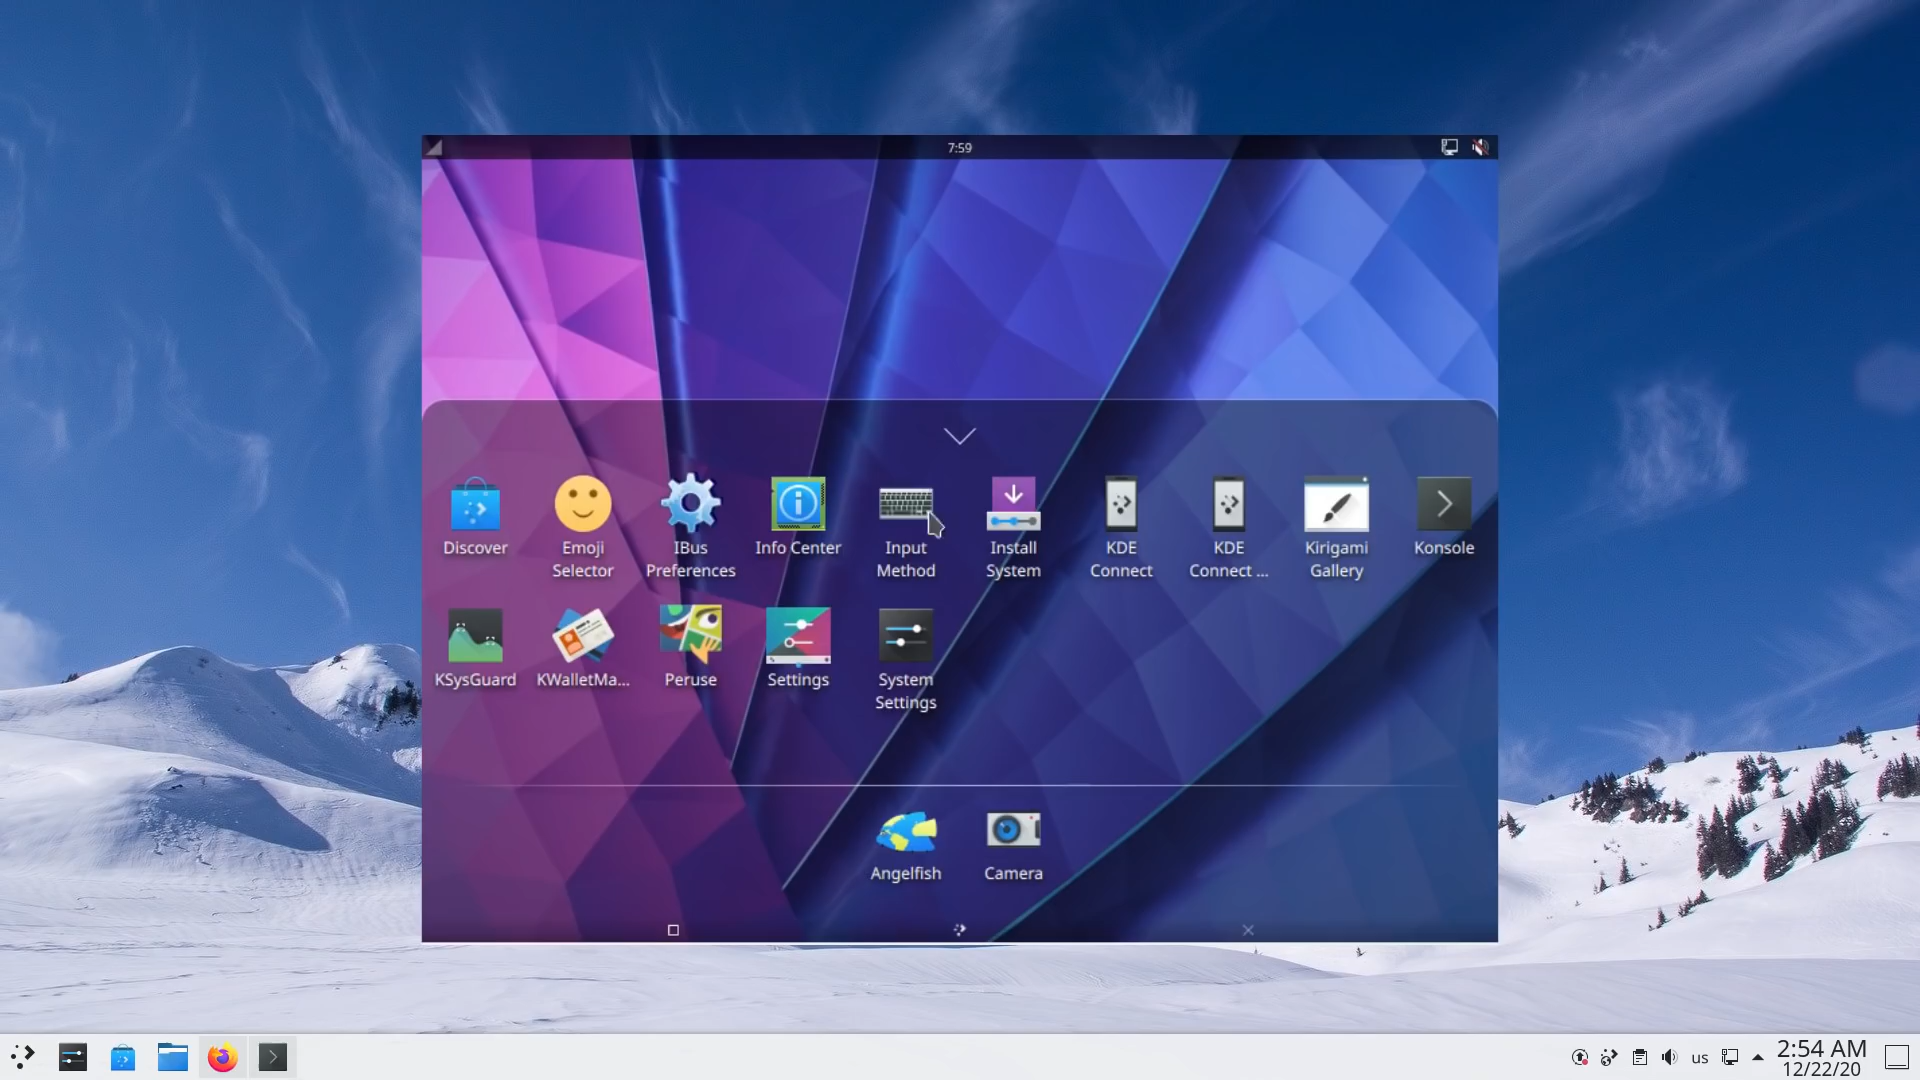 7:59
Discover
Emoji
Selector
IBus
Preferences
Info Center
Input
Method
Install
System
KDE
Connect
KDE
Connect ...
Kirigami
Gallery
Konsole
KSysGuard
KWalletMa...
Peruse
Settings
System
Settings
Angelfish
Camera
us
2:54 AM
12/22/20